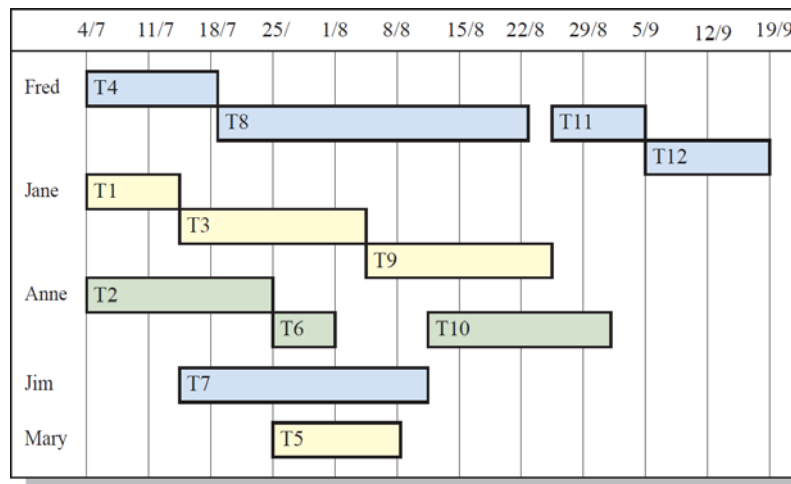 4/7 11/7 18/7 25/ 1/8 8/8 15/8 22/8 29/8 5/9 12/9 19/9
Fred T4
T8 T11
T12
Jane T1
T3
T9
Anne T2
T6 T10
Jim T7
Mary T5